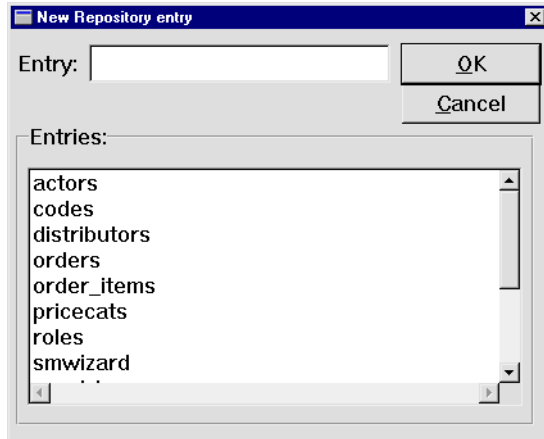 New Repository entry
Entry:
OK
Cancel
Entries:
actors
codes
distributors
orders
order_items
pricecats
roles
smwizard